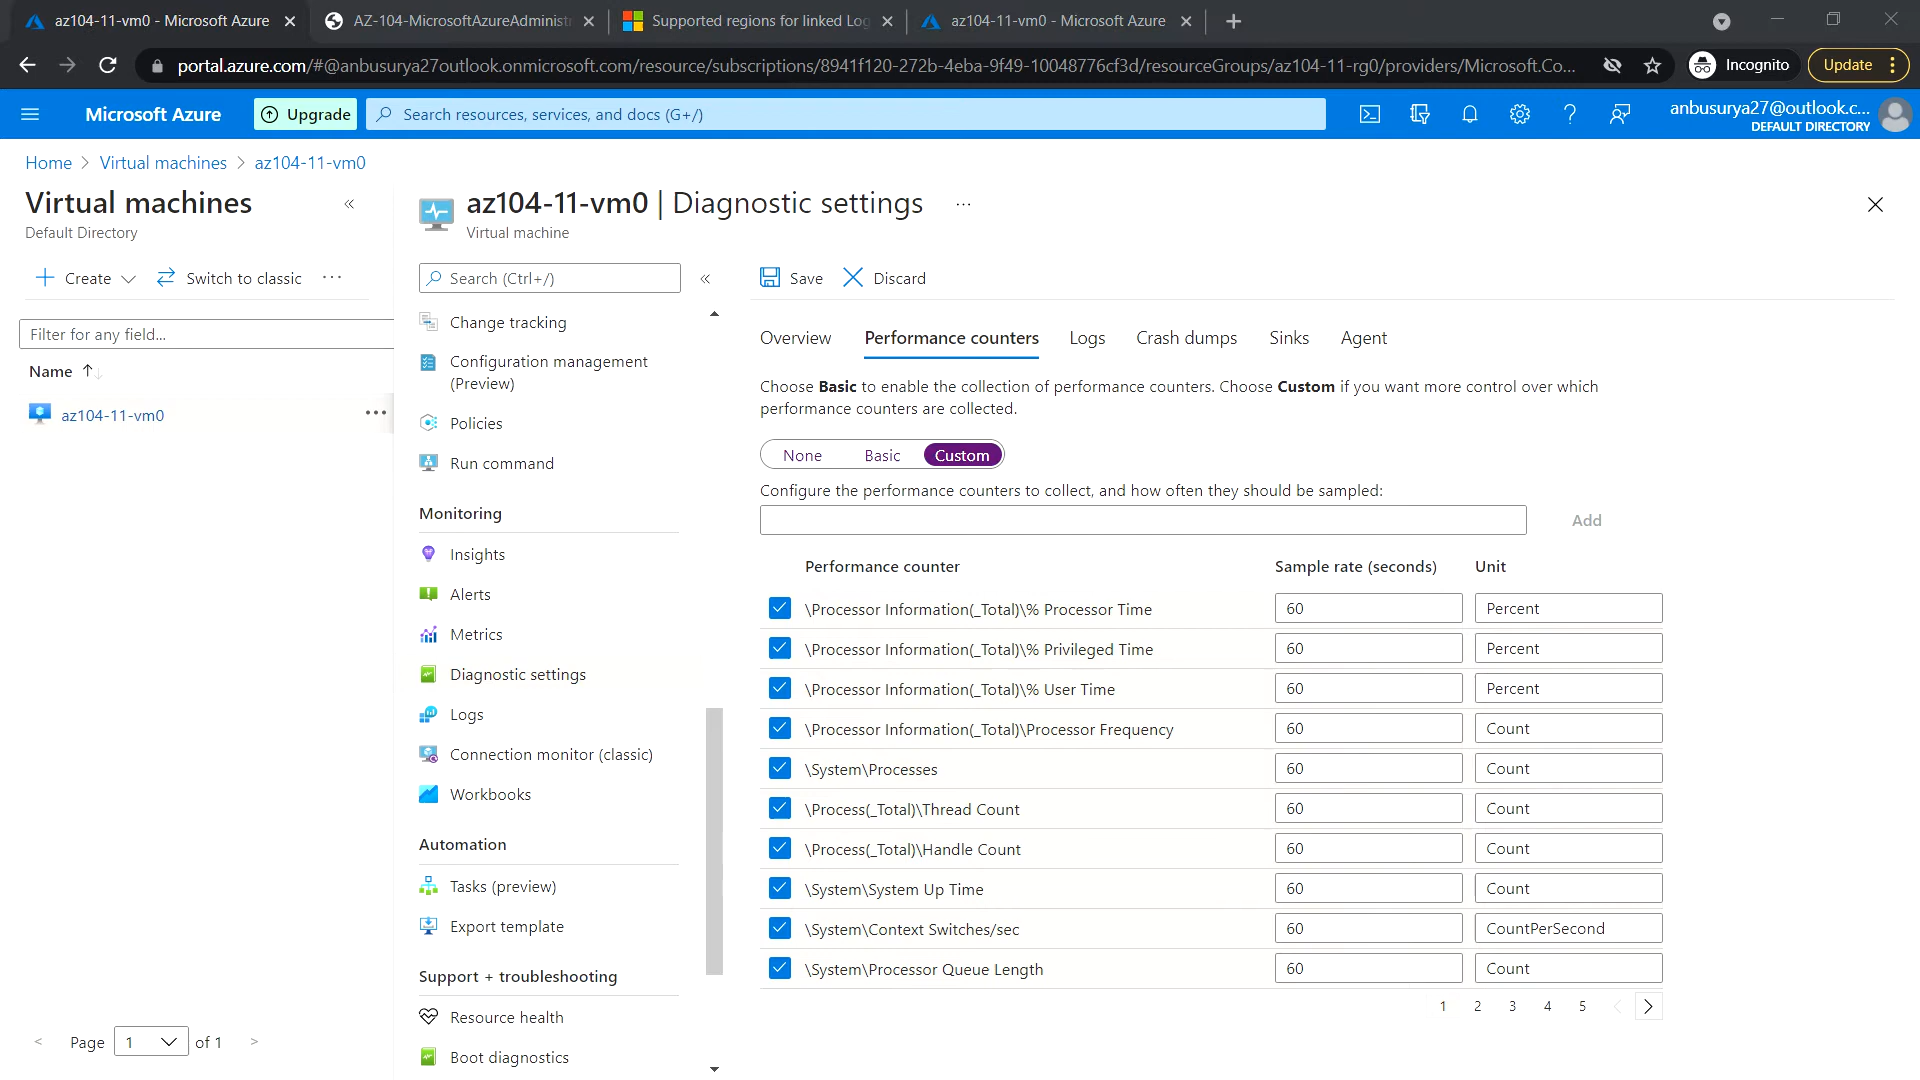 az104-11-vm0 - Microsoft Azure
AZ-104-MicrosoftAzureAdministr
Supported regions for linked Log
az104-11-vm0 - Microsoft Azure
portal.azure.com/#@anbusurya27outlook.onmicrosoft.com/resource/subscriptions/8941f120-272b-4eba-9f49-10048776cf3d/resourceGroups/az104-11-rg0/providers/Microsoft.Co...
Incognito
Update
Microsoft Azure
Upgrade
Search resources, services, and docs (G+/)
anbusurya27@outlook.c...
DEFAULT DIRECTORY
Home > Virtual machines > az104-11-vm0
Virtual machines
Default Directory
Create
Switch to classic
Filter for any field...
Name
az104-11-vm0
Page 1 of 1
az104-11-vm0 | Diagnostic settings
Virtual machine
Search (Ctrl+/)
Change tracking
Configuration management
(Preview)
Policies
Run command
Monitoring
Insights
Alerts
Metrics
Diagnostic settings
Logs
Connection monitor (classic)
Workbooks
Automation
Tasks (preview)
Export template
Support + troubleshooting
Resource health
Boot diagnostics
Save
Discard
Overview Performance counters Logs Crash dumps Sinks Agent
Choose Basic to enable the collection of performance counters. Choose Custom if you want more control over which
performance counters are collected.
None Basic Custom
Configure the performance counters to collect, and how often they should be sampled:
Add
Performance counter Sample rate (seconds) Unit
\Processor Information(_Total)\% Processor Time 60 Percent
\Processor Information(_Total)\% Privileged Time 60 Percent
\Processor Information(_Total)\% User Time 60 Percent
\Processor Information(_Total)\Processor Frequency 60 Count
\System\Processes 60 Count
\Process(_Total)\Thread Count 60 Count
\Process(_Total)\Handle Count 60 Count
\System\System Up Time 60 Count
\System\Context Switches/sec 60 CountPerSecond
\System\Processor Queue Length 60 Count
1 2 3 4 5